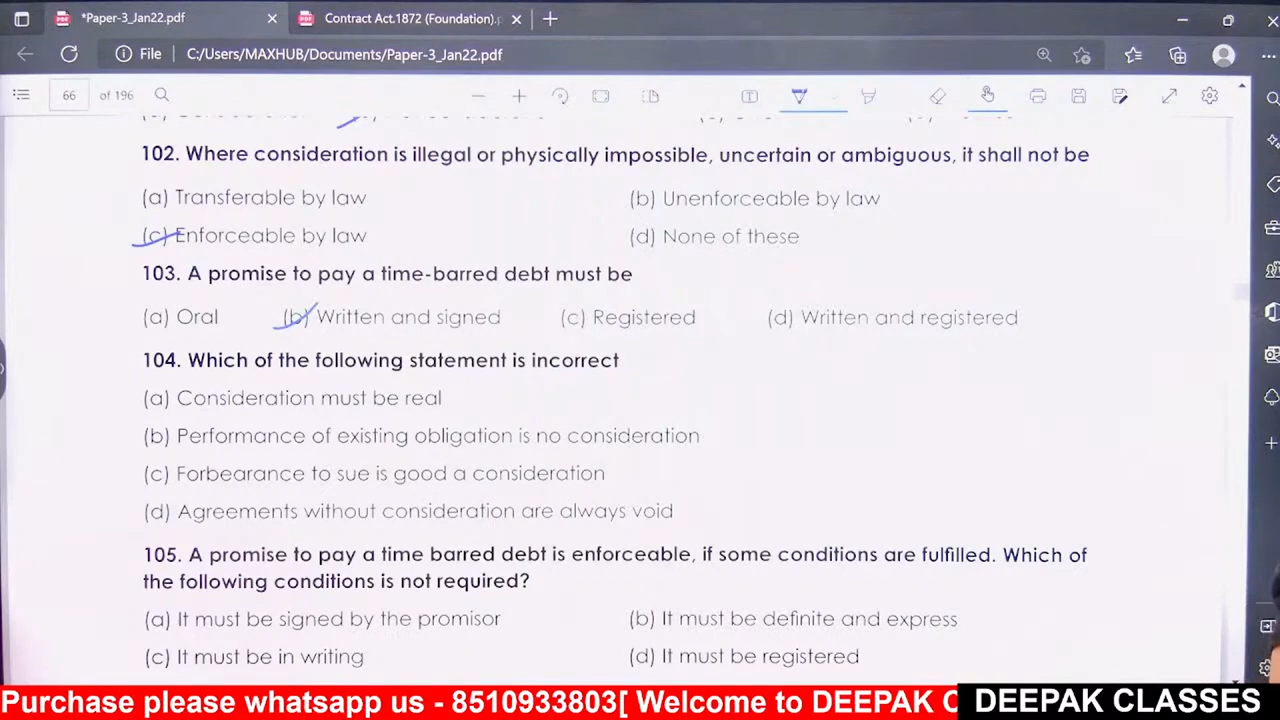 *Paper-3_Jan22.pdf
Contract Act.1872 (Foundation).
File C:/Users/MAXHUB/Documents/Paper-3_Jan22.pdf
66 of 196
102. Where consideration is illegal or physically impossible, uncertain or ambiguous, it shall not be
(a) Transferable by law (b) Unenforceable by law
(c) Enforceable by law (d) None of these
103. A promise to pay a time-barred debt must be
(a) Oral (b) Written and signed (c) Registered (d) Written and registered
104. Which of the following statement is incorrect
(a) Consideration must be real
(b) Performance of existing obligation is no consideration
(c) Forbearance to sue is good a consideration
(d) Agreements without consideration are always void
105. A promise to pay a time barred debt is enforceable, if some conditions are fulfilled. Which of
the following conditions is not required?
(a) It must be signed by the promisor (b) It must be definite and express
(c) It must be in writing (d) It must be registered
Purchase please whatsapp us - 8510933803[ Welcome to DEEPAK C
DEEPAK CLASSES